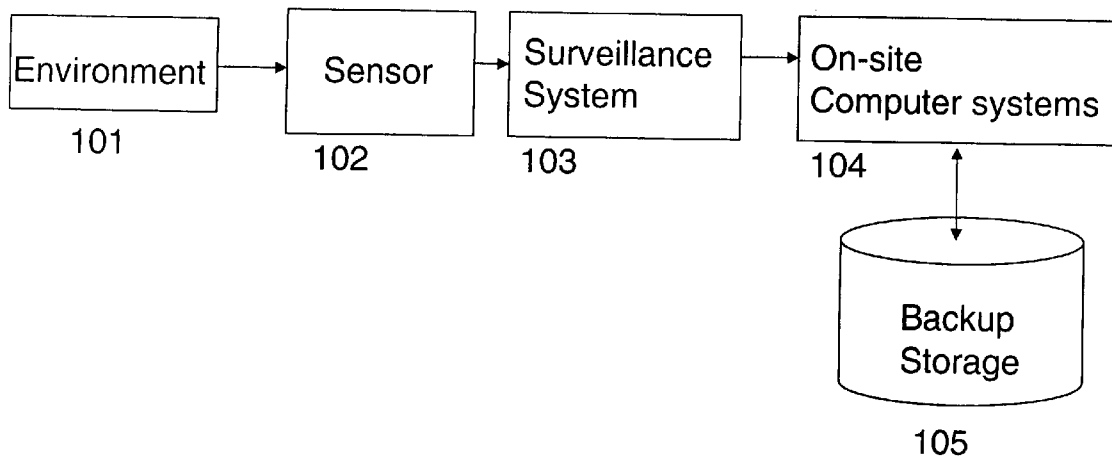 Environment
101
Sensor
102
Surveillance
System
103
On-site
Computer systems
104
Backup
Storage
105